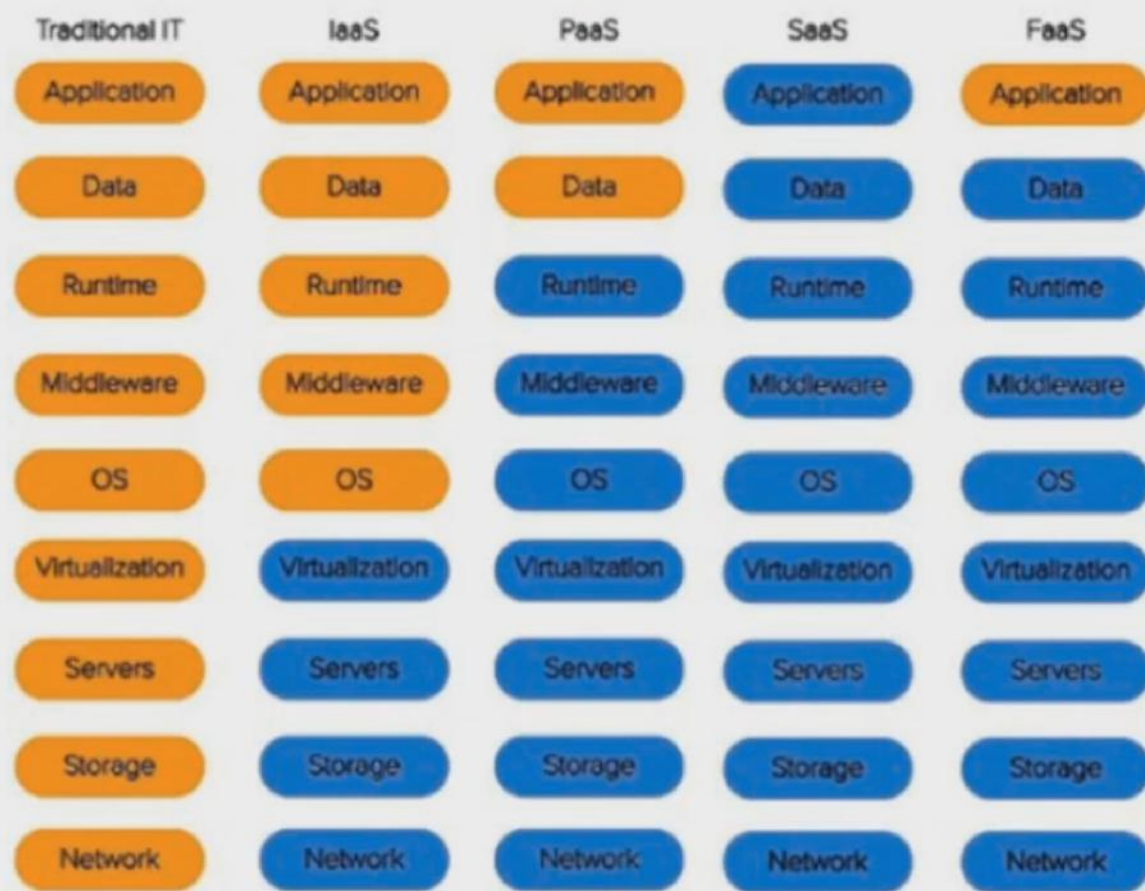 Traditional IT IaaS PaaS SaaS FaaS
Application Application Application Application Application
Data Data Data Data Data
Runtime Runtime Runtime Runtime Runtime
Middleware Middleware Middleware Middleware Middleware
OS OS OS OS OS
Virtualization Virtualization Virtualization Virtualization Virtualization
Servers Servers Servers Servers Servers
Storage Storage Storage Storage Storage
Network Network Network Network Network